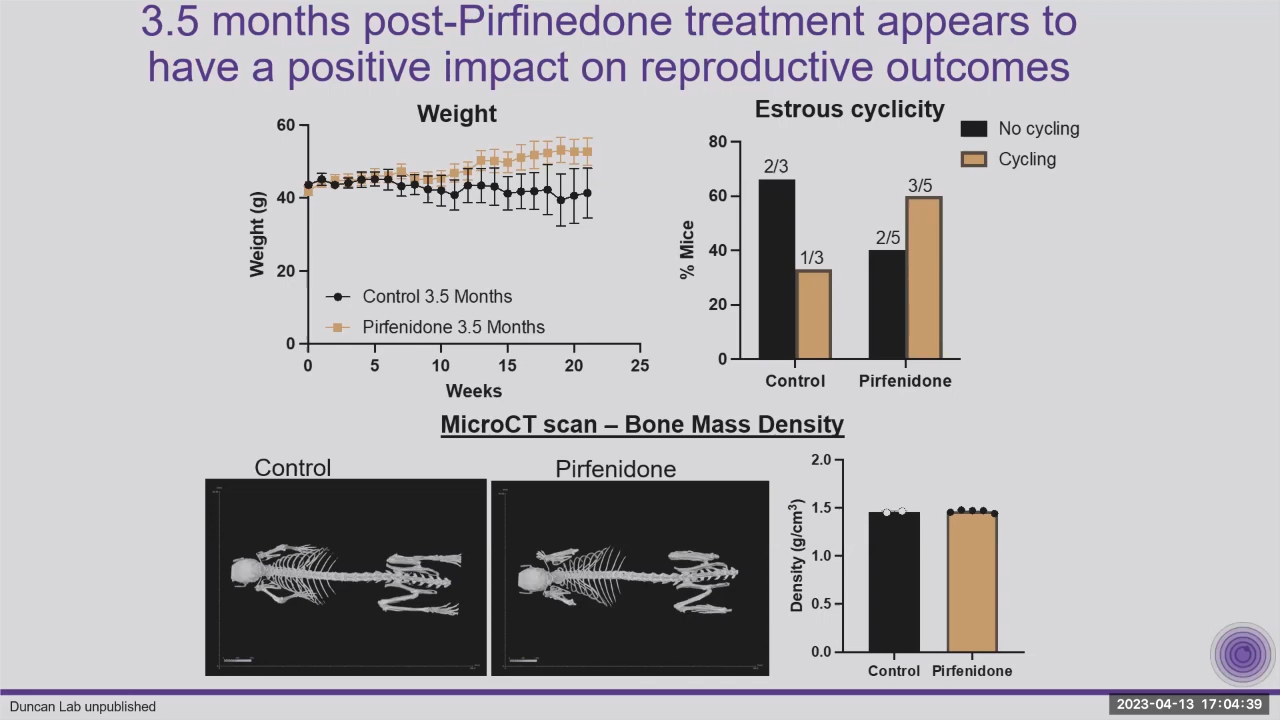 3.5 months post-Pirfinedone treatment appears to
have a positive impact on reproductive outcomes
Weight
60
40
20
0
Weight (g)
Control 3.5 Months
Pirfenidone 3.5 Months
0 5 10 15 20 25
Weeks
Estrous cyclicity
No cycling
Cycling
80
60
40
20
0
% Mice
2/3
1/3
2/5
3/5
Control Pirfenidone
MicroCT scan – Bone Mass Density
Control
Pirfenidone
2.0
1.5
1.0
0.5
0.0
Density (g/cm³)
Control Pirfenidone
Duncan Lab unpublished
2023-04-13 17:04:39